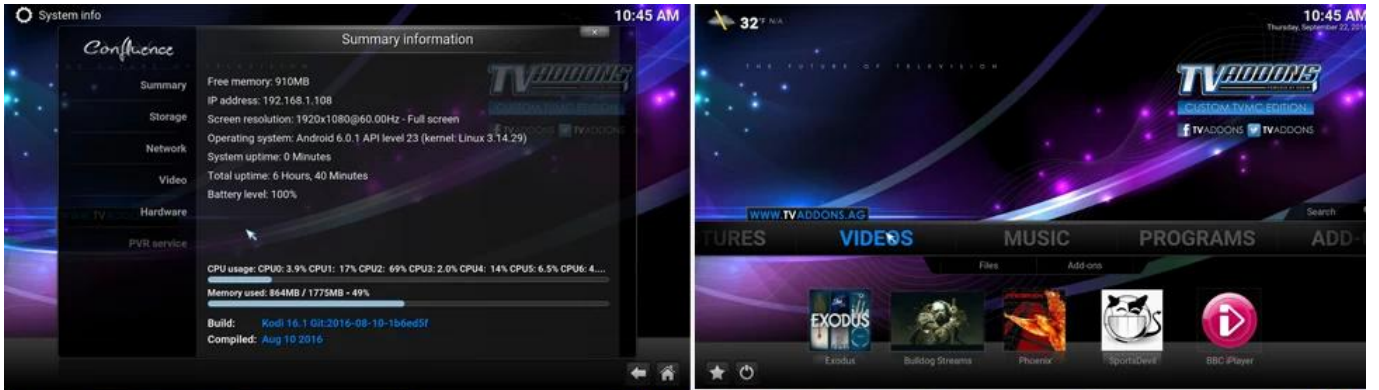 System info
10:45 AM
Confluence
Summary information
Summary
Free memory: 910MB
IP address: 192.168.1.108
Storage
Screen resolution: 1920x1080@60.00Hz - Full screen
Operating system: Android 6.0.1 API level 23 (kernel: Linux 3.14.29)
Network
System uptime: 0 Minutes
Video
Total uptime: 6 Hours, 40 Minutes
Battery level: 100%
Hardware
PVR service
CPU usage: CPU0: 3.9% CPU1: 17% CPU2: 69% CPU3: 2.0% CPU4: 14% CPU5: 6.5% CPU6: 4....
Memory used: 864MB / 1775MB - 49%
Build: Kodi 16.1 Git:2016-08-10-1b6ed5f
Compiled: Aug 10 2016
TVADDONS
32°F N/A
10:45 AM
Thursday, September 22, 201
THE FUTURE OF TELEVISION
TVADDONS
CUSTOM TVMC EDITION
TVADDONS TVADDONS
WWW.TVADDONS.AG
Search
TURES VIDEOS MUSIC PROGRAMS ADD-
Files Add-ons
EXODUS
Exodus Bulldog Streams Phoenix SportsDevil BBC iPlayer